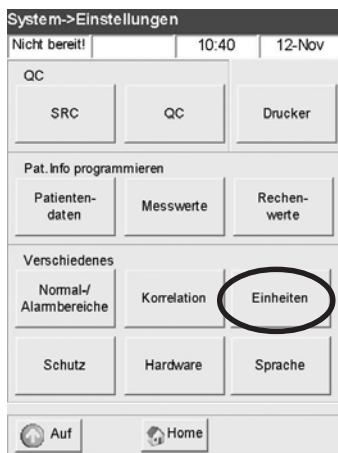 System->Einstellungen
Nicht bereit! 10:40 12-Nov
QC
SRC QC Drucker
Pat. Info programmieren
Patienten-
daten
Messwerte
Rechen-
werte
Verschiedenes
Normal-/
Alarmbereiche
Korrelation
Einheiten
Schutz Hardware Sprache
Auf Home